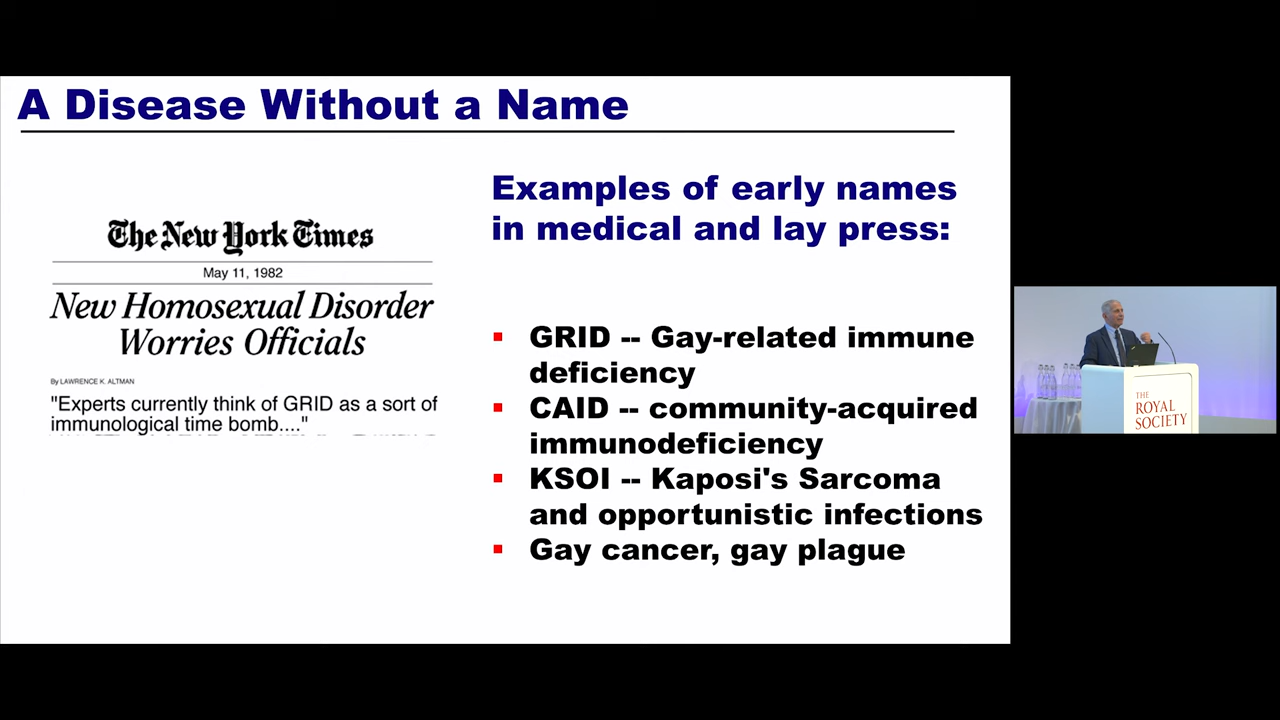 A Disease Without a Name
The New York Times
May 11, 1982
New Homosexual Disorder
Worries Officials
By LAWRENCE K. ALTMAN
"Experts currently think of GRID as a sort of
immunological time bomb...."
Examples of early names
in medical and lay press:
▪ GRID -- Gay-related immune
deficiency
▪ CAID -- community-acquired
immunodeficiency
▪ KSOI -- Kaposi's Sarcoma
and opportunistic infections
▪ Gay cancer, gay plague
THE
ROYAL
SOCIETY